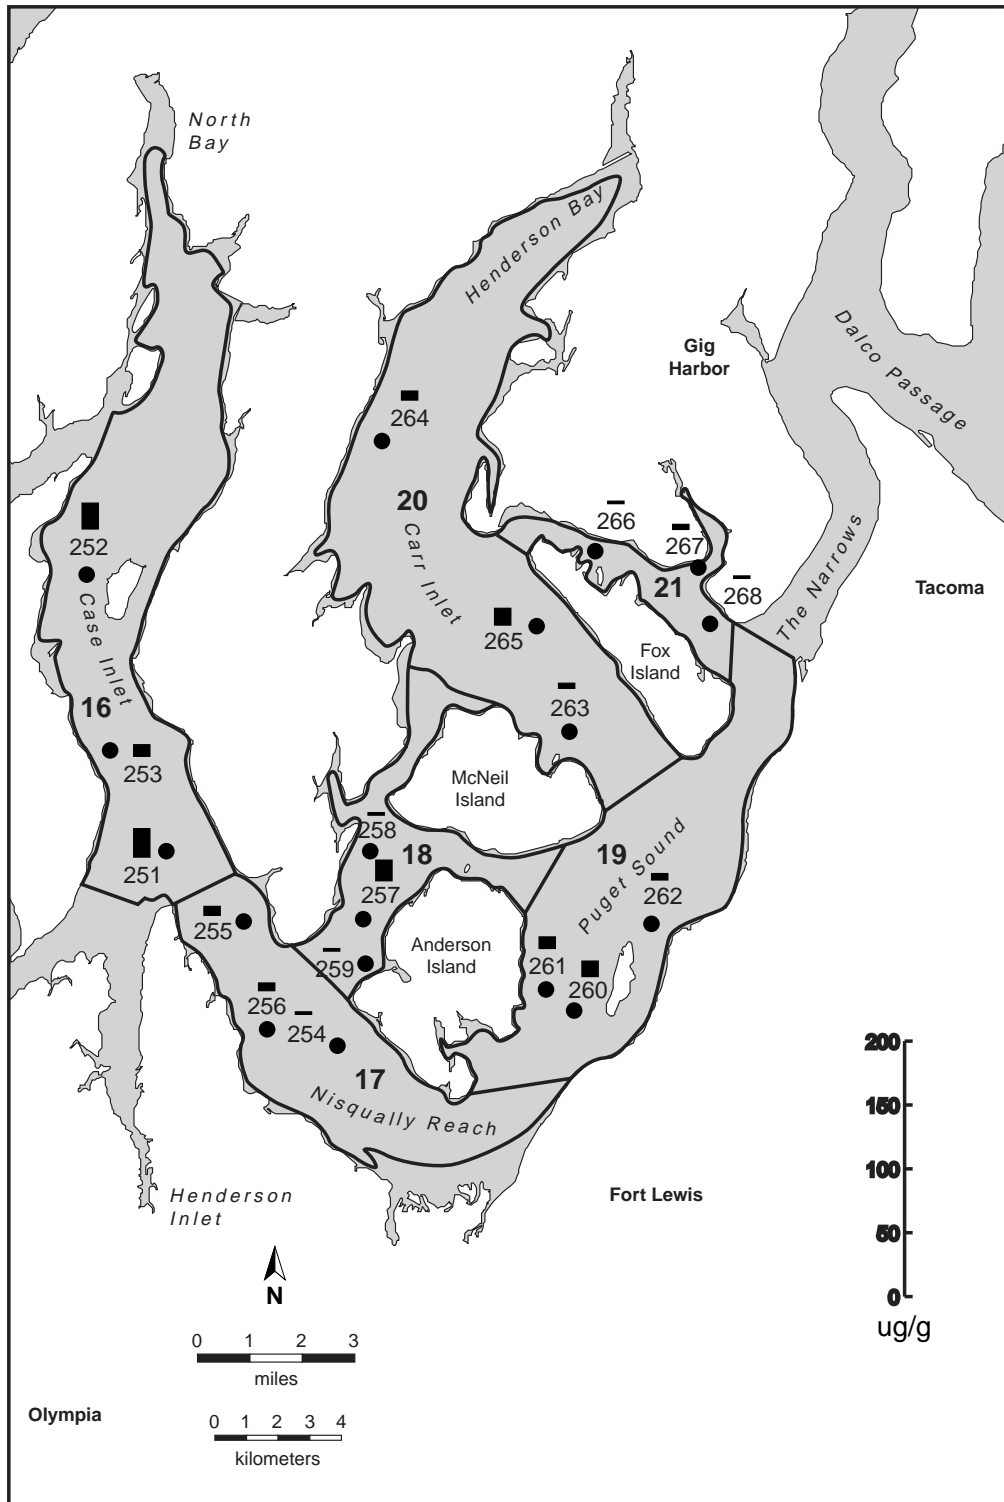 North
Bay
Henderson Bay
Dalco Passage
Gig
Harbor
264
20
Carr Inlet
252
Case Inlet
266
267
21
268
The Narrows
Tacoma
265
Fox
Island
16
263
253
McNeil
Island
258
18
19
Puget Sound
251
257
262
255
Anderson
Island
259
261
260
256
254
17
Nisqually Reach
200
150
100
50
0
ug/g
Henderson
Inlet
Fort Lewis
N
0 1 2 3
miles
Olympia
0 1 2 3 4
kilometers